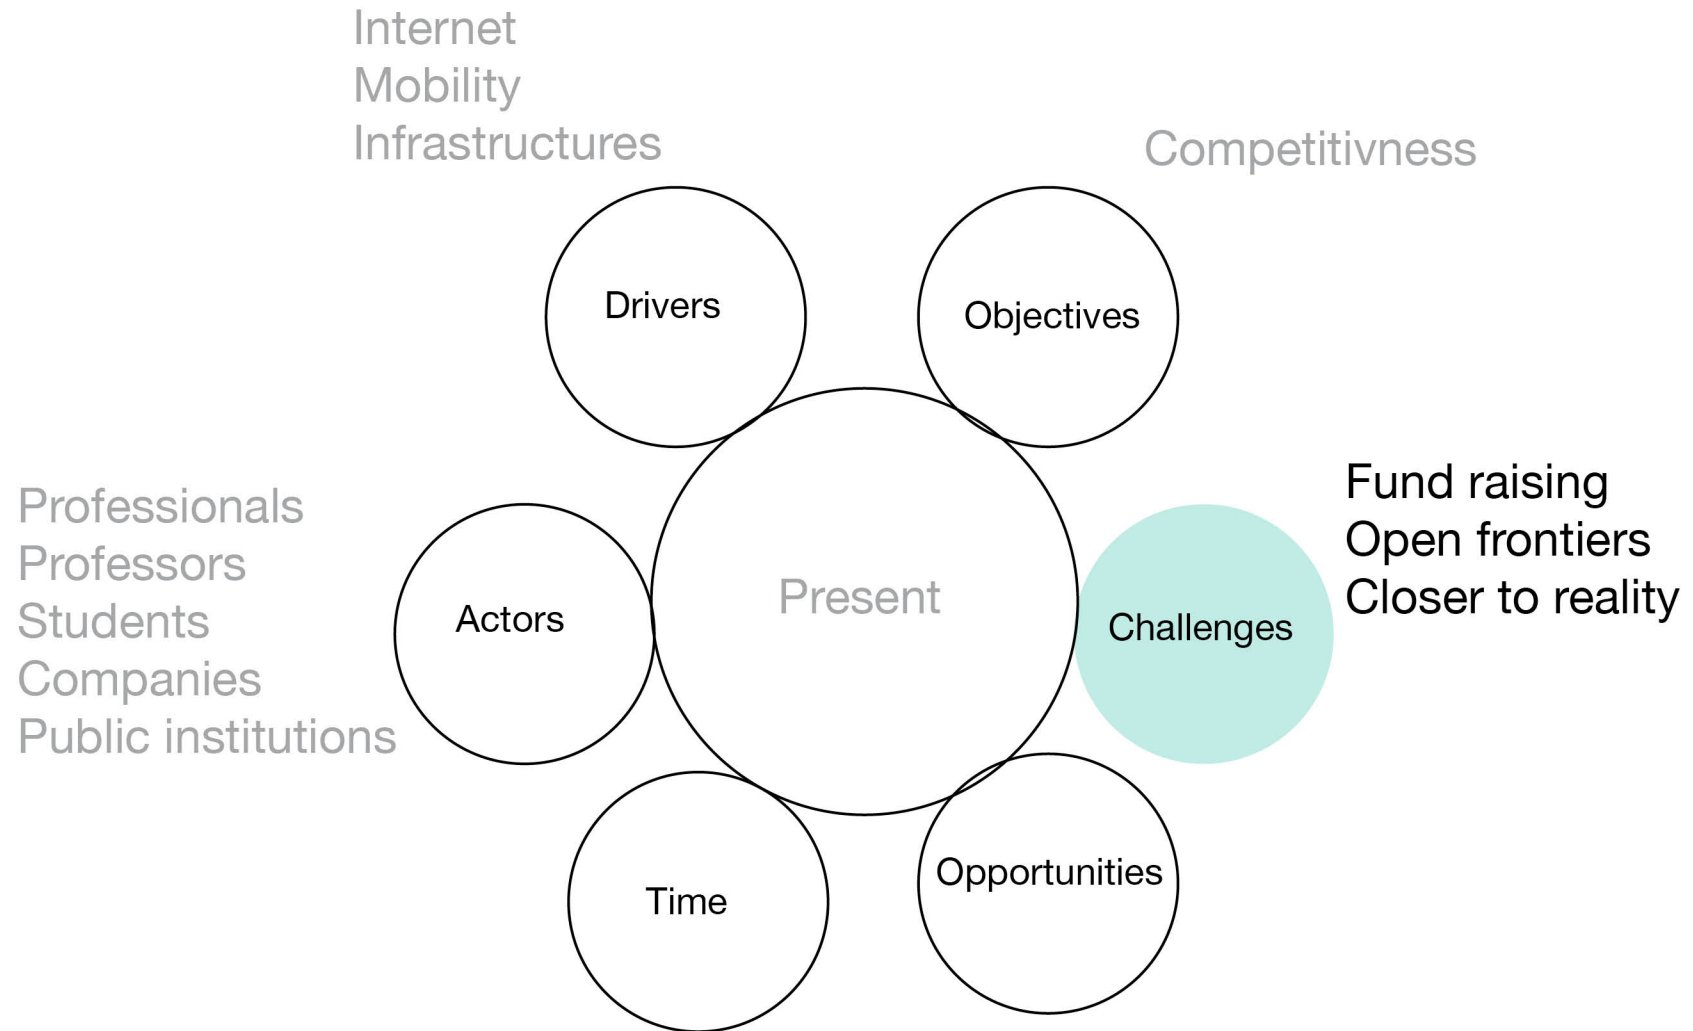 Internet
Mobility
Infrastructures
Competitivness
Drivers
Objectives
Professionals
Professors
Students
Companies
Public institutions
Actors
Present
Challenges
Fund raising
Open frontiers
Closer to reality
Time
Opportunities